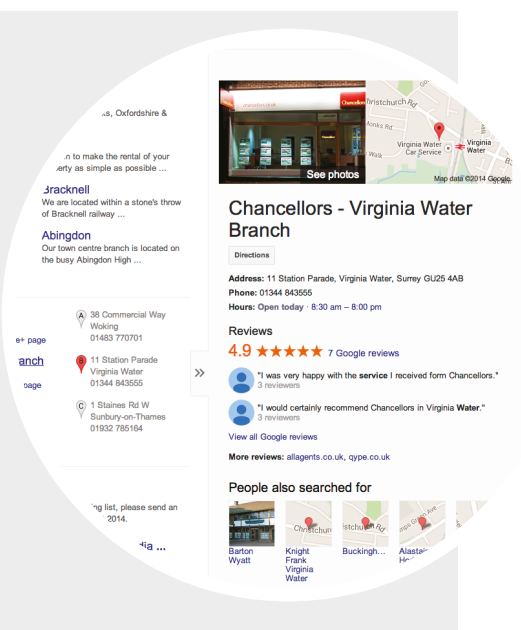 Oxfordshire &
to make the rental of your
as simple as possible ...
Bracknell
We are located within a stone's throw
of Bracknell railway ...
Abingdon
Our town centre branch is located on
the busy Abingdon High ...
A 38 Commercial Way
Woking
01483 770701
page
B 11 Station Parade
Virginia Water
01344 843555
page
C 1 Staines Rd W
Sunbury-on-Thames
01932 785164
list, please send an
2014.
»
Chancellors
See photos
Christchurch Rd
Monks Rd
Walk
Virginia Water
Car Service
Virginia
Water
Map data ©2014 Google
Chancellors - Virginia Water
Branch
Directions
Address: 11 Station Parade, Virginia Water, Surrey GU25 4AB
Phone: 01344 843555
Hours: Open today · 8:30 am – 8:00 pm
Reviews
4.9 ★★★★★ 7 Google reviews
"I was very happy with the service I received form Chancellors."
3 reviewers
"I would certainly recommend Chancellors in Virginia Water."
3 reviewers
View all Google reviews
More reviews: allagents.co.uk, qype.co.uk
People also searched for
Barton
Wyatt
Knight
Frank
Virginia
Water
Buckingh...
Alastair